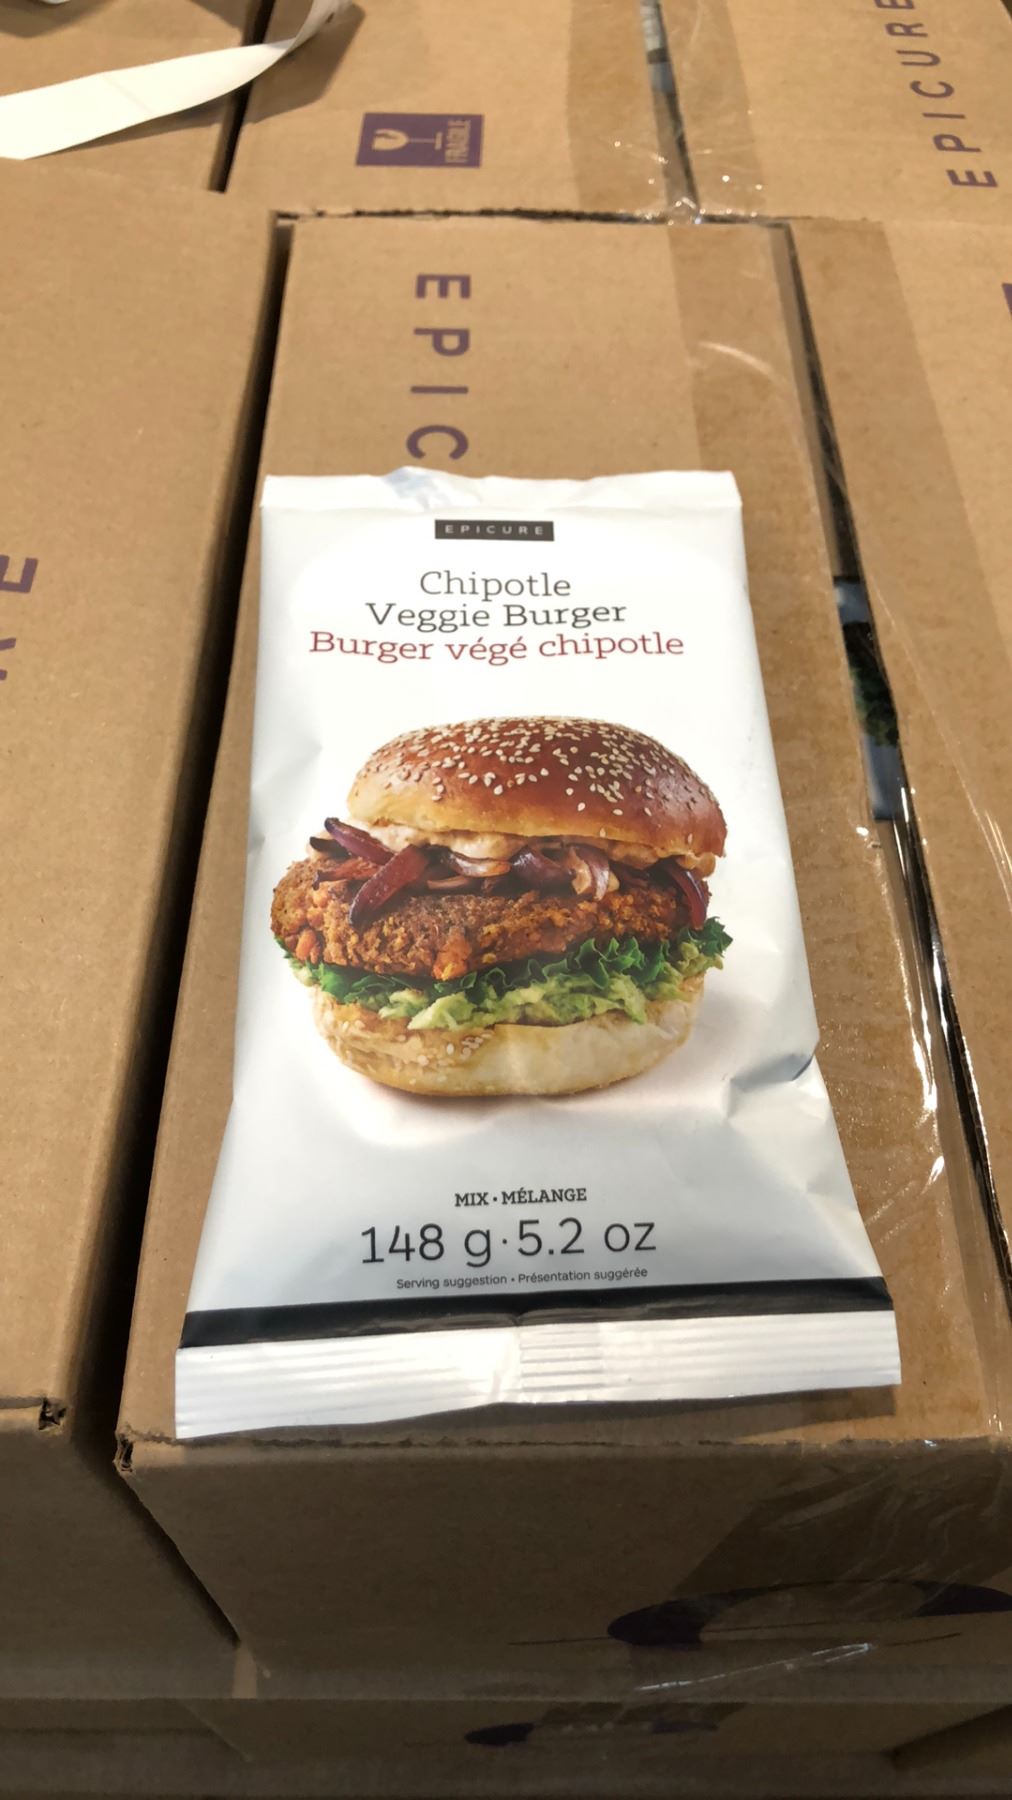 FRAGILE
EPICURE
EPIC
EPICURE
Chipotle
Veggie Burger
Burger végé chipotle
MIX • MÉLANGE
148 g · 5.2 oz
Serving suggestion • Présentation suggérée